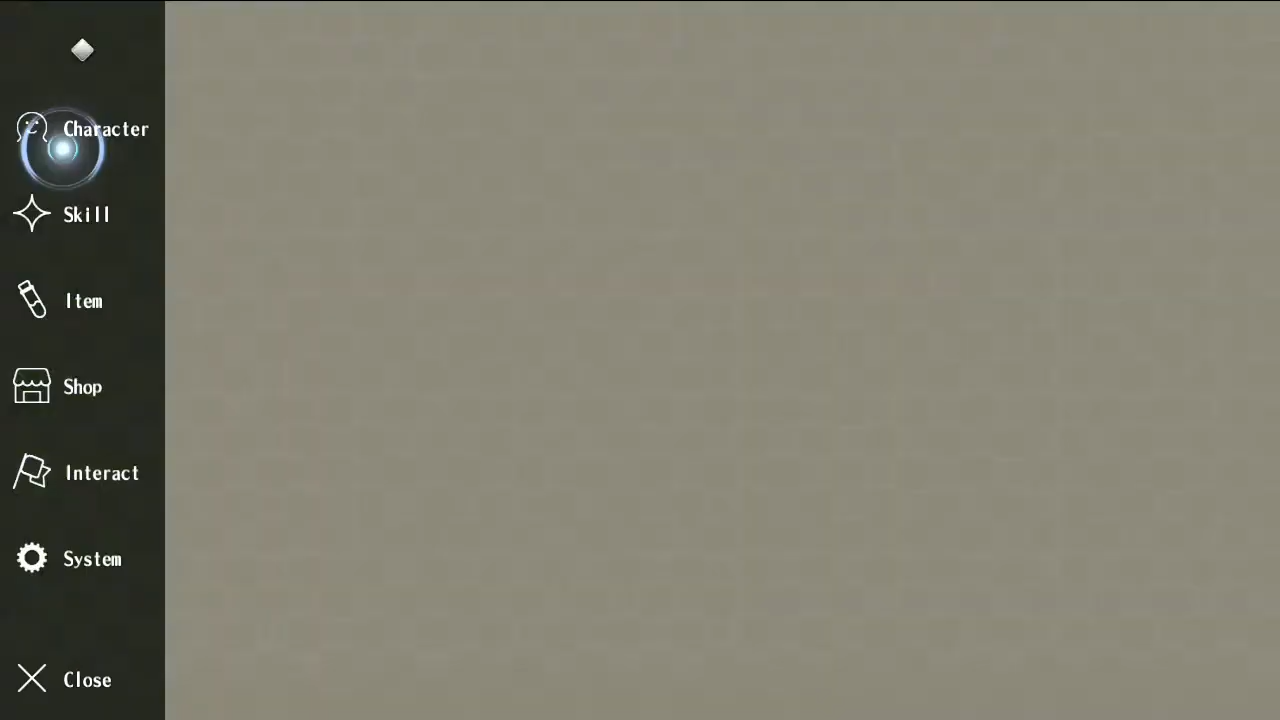 Character
Skill
Item
Shop
Interact
System
Close